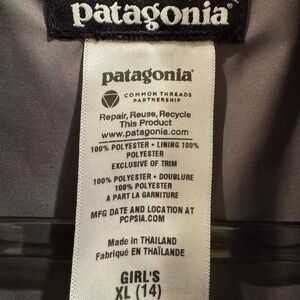 patagonia®
patagonia®
COMMON THREADS
PARTNERSHIP
Repair, Reuse, Recycle
This Product
www.patagonia.com
100% POLYESTER • LINING 100%
POLYESTER
EXCLUSIVE OF TRIM
100% POLYESTER • DOUBLURE
100% POLYESTER
A PART LA GARNITURE
MFG DATE AND LOCATION AT
PCPSIA.COM
Made in THAILAND
Fabriqué EN THAÏLANDE
GIRL'S
XL (14)